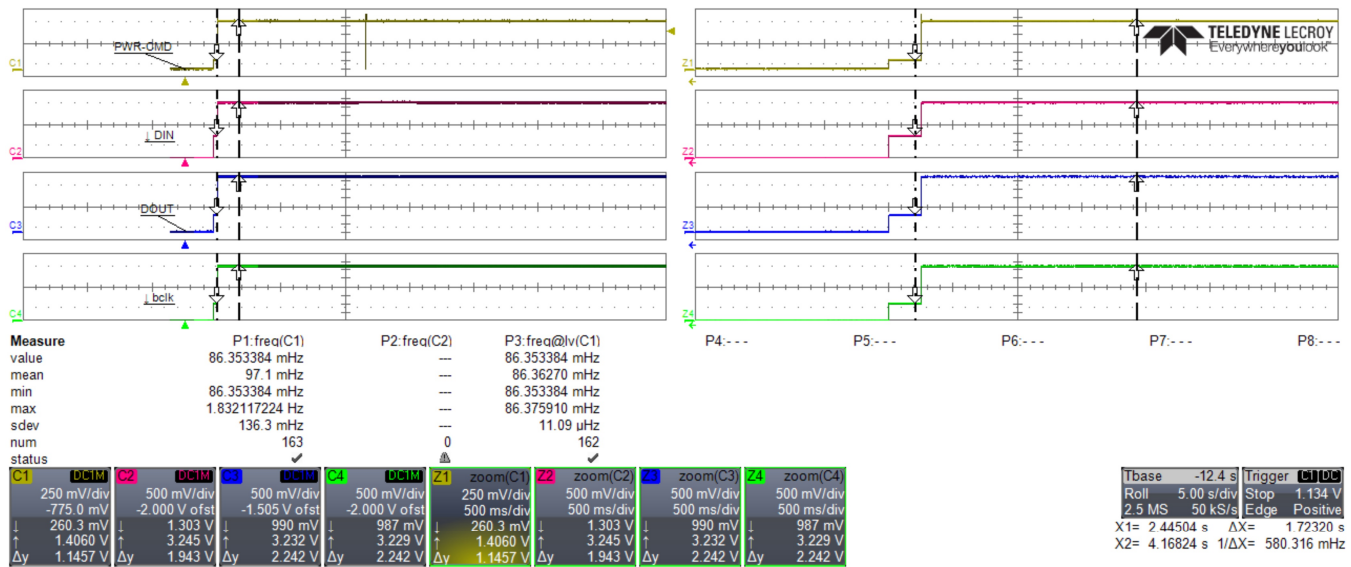 TELEDYNE LECROY
Everywhereyoulook™
C1
PWR-CMD
Z1
C2
↓ DIN
Z2
C3
DOUT
Z3
C4
↓ bclk
Z4
Measure P1:freq(C1) P2:freq(C2) P3:freq@lv(C1) P4:- - - P5:- - - P6:- - - P7:- - - P8:- - -
value 86.353384 mHz --- 86.353384 mHz
mean 97.1 mHz --- 86.36270 mHz
min 86.353384 mHz --- 86.353384 mHz
max 1.832117224 Hz --- 86.375910 mHz
sdev 136.3 mHz --- 11.09 µHz
num 163 0 162
status
C1 DC1M C2 DC1M C3 DC1M C4 DC1M Z1 zoom(C1) Z2 zoom(C2) Z3 zoom(C3) Z4 zoom(C4) Tbase -12.4 s Trigger C1 DC
250 mV/div 500 mV/div 500 mV/div 500 mV/div 250 mV/div 500 mV/div 500 mV/div 500 mV/div Roll 5.00 s/div Stop 1.134 V
-775.0 mV -2.000 V ofst -1.505 V ofst -2.000 V ofst 500 ms/div 500 ms/div 500 ms/div 500 ms/div 2.5 MS 50 kS/s Edge Positive
↓ 260.3 mV ↓ 1.303 V ↓ 990 mV ↓ 987 mV ↓ 260.3 mV ↓ 1.303 V ↓ 990 mV ↓ 987 mV X1= 2.44504 s ΔX= 1.72320 s
↑ 1.4060 V ↑ 3.245 V ↑ 3.232 V ↑ 3.229 V ↑ 1.4060 V ↑ 3.245 V ↑ 3.232 V ↑ 3.229 V X2= 4.16824 s 1/ΔX= 580.316 mHz
Δy 1.1457 V Δy 1.943 V Δy 2.242 V Δy 2.242 V Δy 1.1457 V Δy 1.943 V Δy 2.242 V Δy 2.242 V